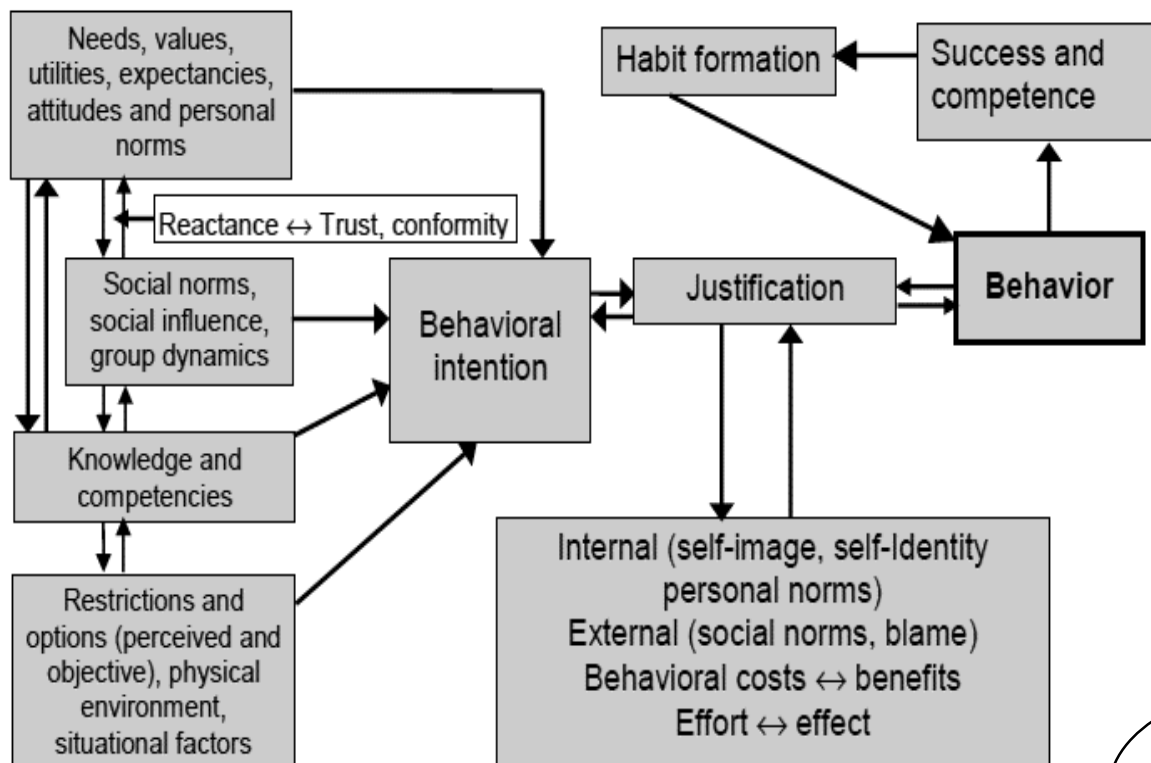 Needs, values,
utilities, expectancies,
attitudes and personal
norms
Habit formation
Success and
competence
Reactance ↔ Trust, conformity
Social norms,
social influence,
group dynamics
Behavioral
intention
Justification
Behavior
Knowledge and
competencies
Restrictions and
options (perceived and
objective), physical
environment,
situational factors
Internal (self-image, self-Identity
personal norms)
External (social norms, blame)
Behavioral costs ↔ benefits
Effort ↔ effect